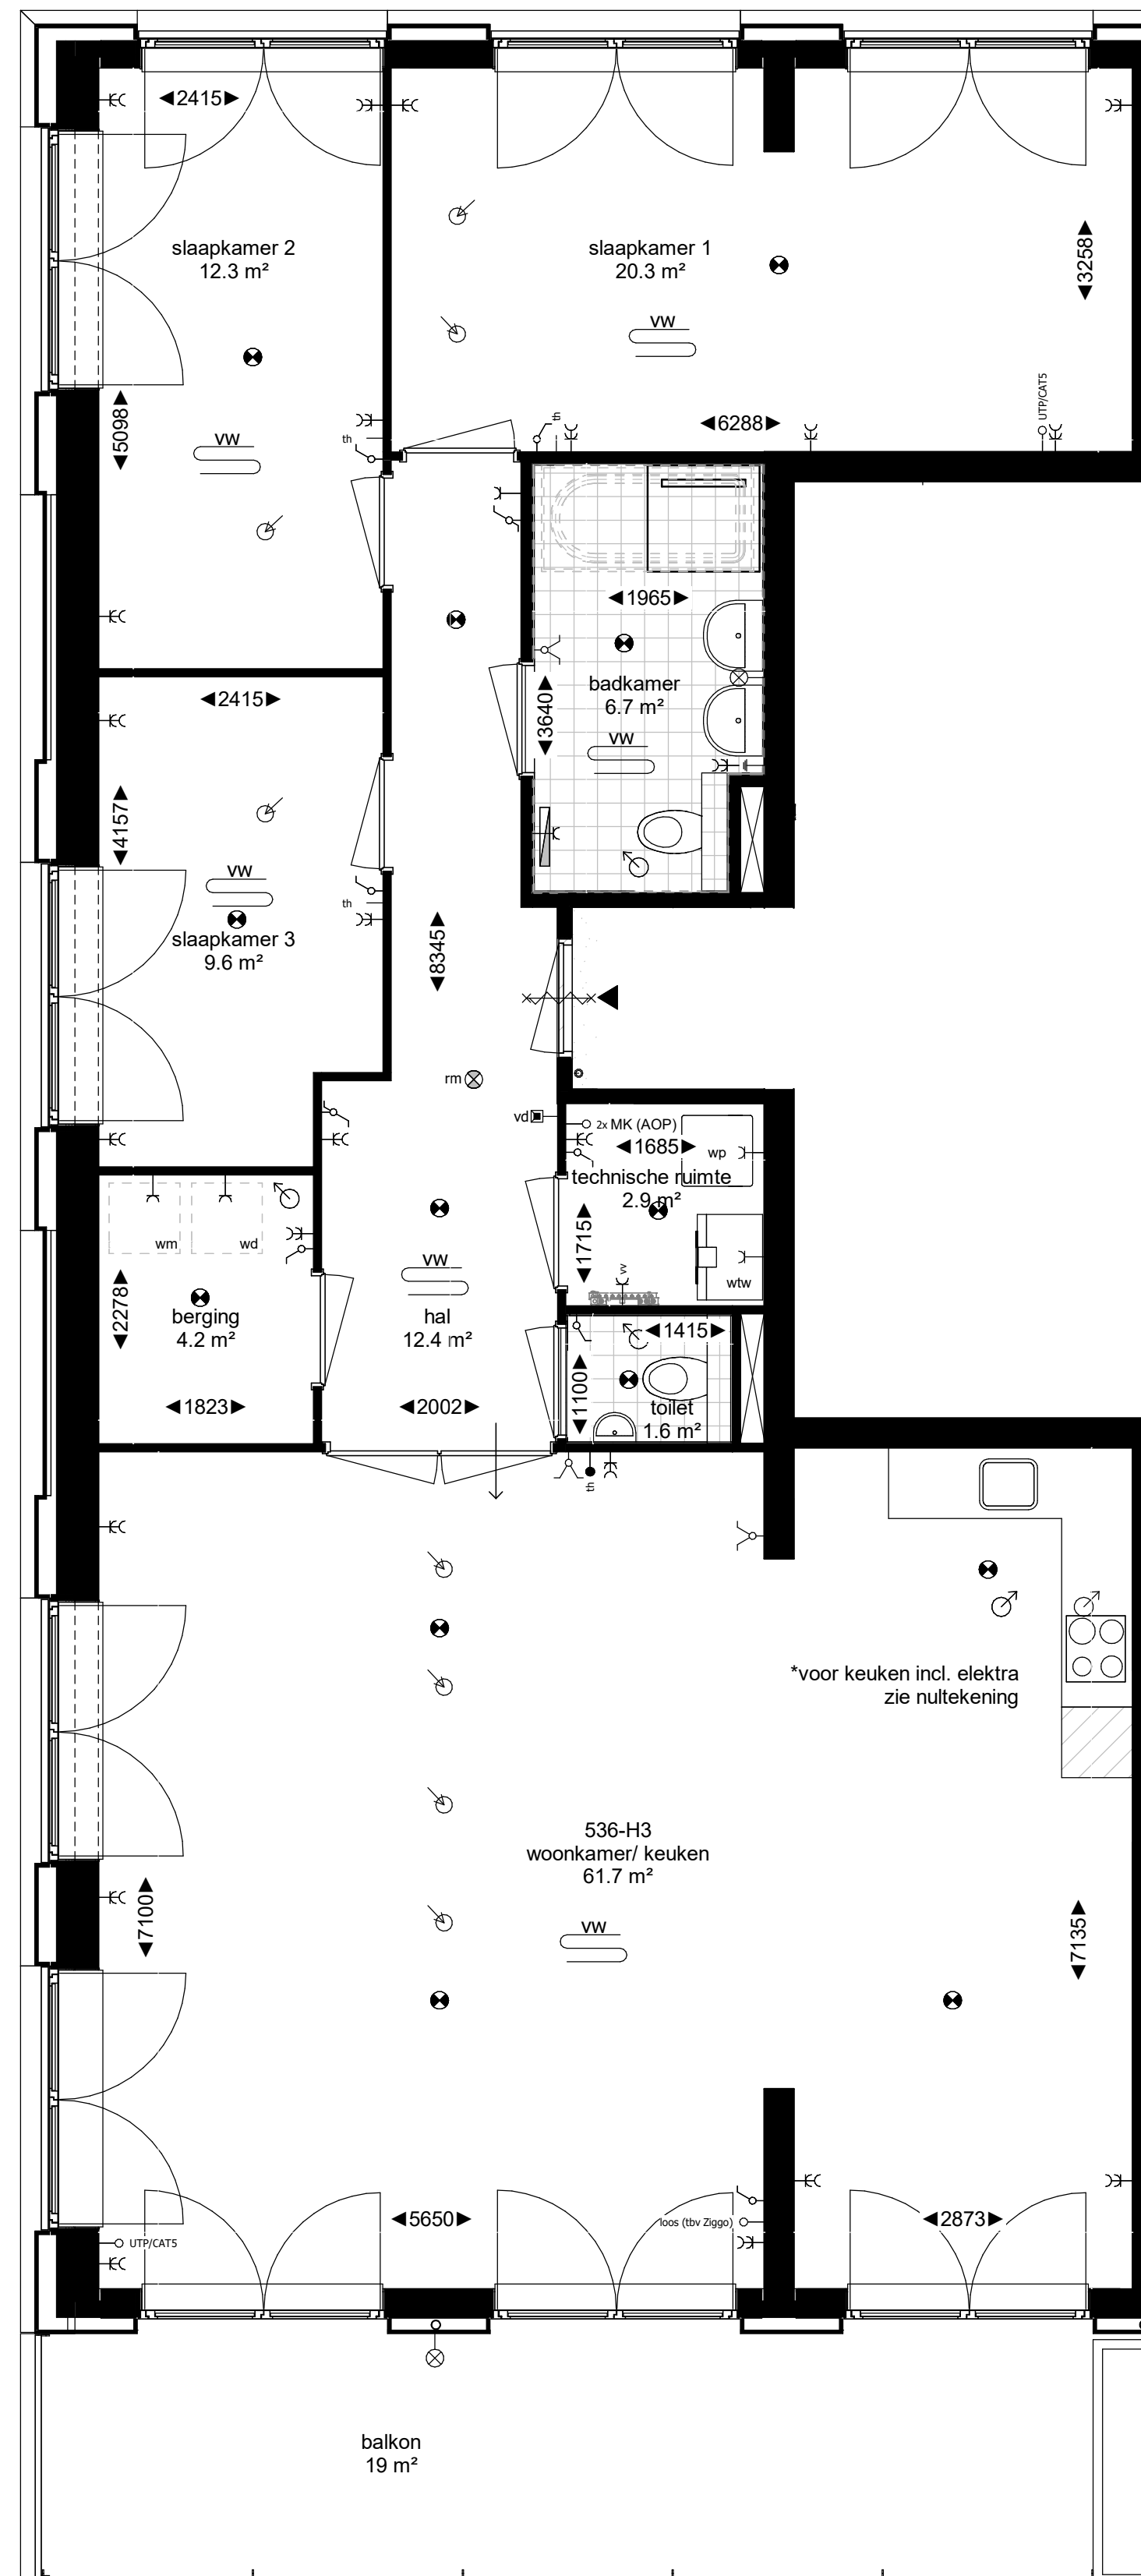 2415
slaapkamer 2
12.3 m²
slaapkamer 1
20.3 m²
3258
VW
UTP/CAT5
5098
VW
th
th
6288
1965
badkamer
6.7 m²
3640
VW
2415
4157
VW
th
slaapkamer 3
9.6 m²
8345
rm
vd
2x MK (AOP)
1685
wp
technische ruimte
2.9 m²
1715
vv
wtw
wm
wd
2278
berging
4.2 m²
1823
VW
hal
12.4 m²
2002
1415
1100
toilet
1.6 m²
th
*voor keuken incl. elektra
zie nultekening
536-H3
woonkamer/ keuken
61.7 m²
VW
7100
7135
5650
loos (tbv Ziggo)
2873
UTP/CAT5
balkon
19 m²